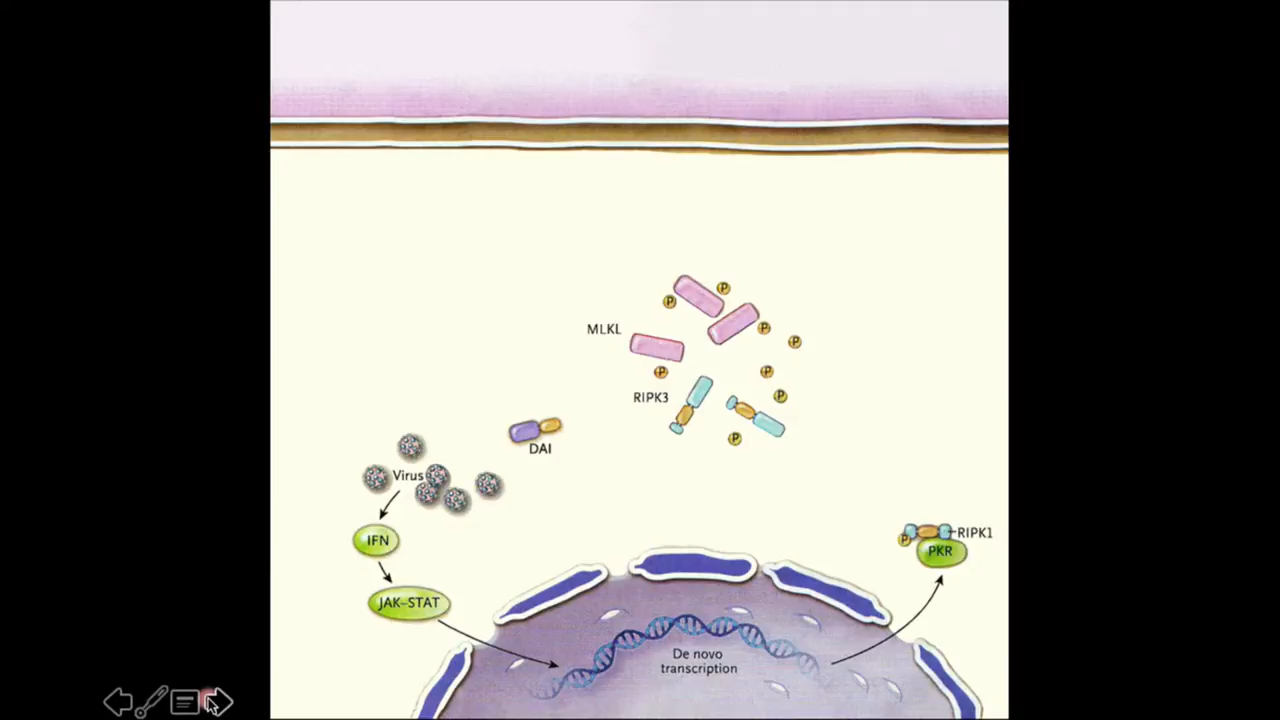 P
P
P
MLKL
P
P
P
RIPK3
P
P
DAI
Virus
IFN
RIPK1
P
PKR
JAK–STAT
De novo
transcription